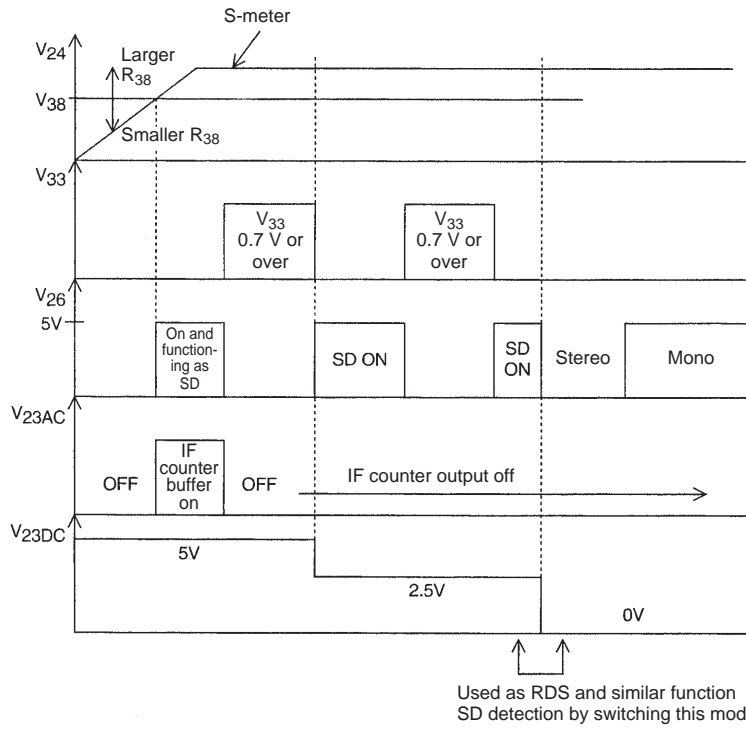 S-meter
V24
Larger
R38
V38
Smaller R38
V33
V33
0.7 V or
over
V33
0.7 V or
over
V26
5V
On and
function-
ing as
SD
SD ON
SD
ON
Stereo
Mono
V23AC
OFF
IF
counter
buffer
on
OFF
IF counter output off
V23DC
5V
2.5V
0V
Used as RDS and similar function
SD detection by switching this mod